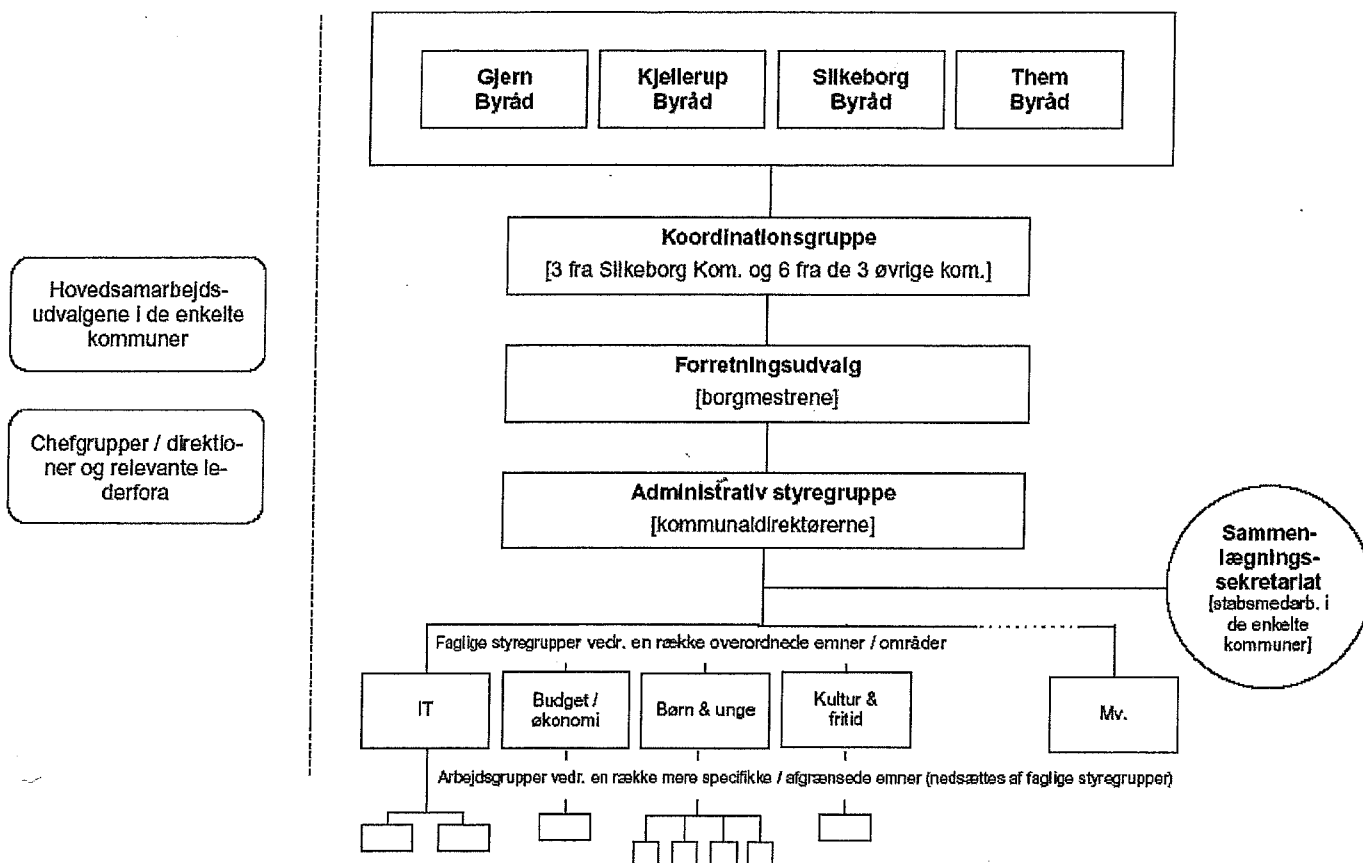 Gjern
Byråd
Kjellerup
Byråd
Silkeborg
Byråd
Them
Byråd
Koordinationsgruppe
[3 fra Silkeborg Kom. og 6 fra de 3 øvrige kom.]
Hovedsamarbejds-
udvalgene i de enkelte
kommuner
Forretningsudvalg
[borgmestrene]
Chefgrupper / direktio-
ner og relevante le-
derfora
Administrativ styregruppe
[kommunaldirektørerne]
Sammen-
lægnings-
sekretariat
[stabsmedarb. i
de enkelte
kommuner]
Faglige styregrupper vedr. en række overordnede emner / områder
IT
Budget /
økonomi
Børn & unge
Kultur &
fritid
Mv.
Arbejdsgrupper vedr. en række mere specifikke / afgrænsede emner (nedsættes af faglige styregrupper)